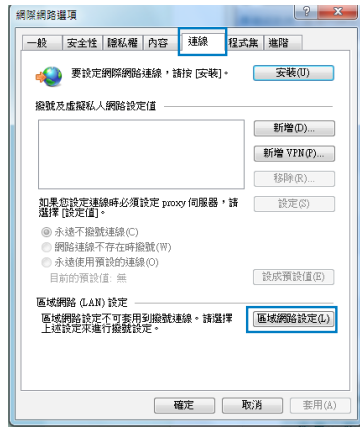 網際網路選項
一般 安全性 隱私權 內容 連線 程式集 進階
要設定網際網路連線，請按 [安裝]。 安裝(U)
撥號及虛擬私人網路設定值
新增(D)...
新增 VPN(P)...
移除(R)...
如果您設定連線時必須設定 proxy 伺服器，請 設定(S)
選擇 [設定值]。
永遠不撥號連線(C)
網路連線不存在時撥號(W)
永遠使用預設的連線(O)
目前的預設值: 無 設成預設值(E)
區域網路 (LAN) 設定
區域網路設定不可套用到撥號連線。請選擇 區域網路設定(L)
上述設定來進行撥號設定。
確定 取消 套用(A)